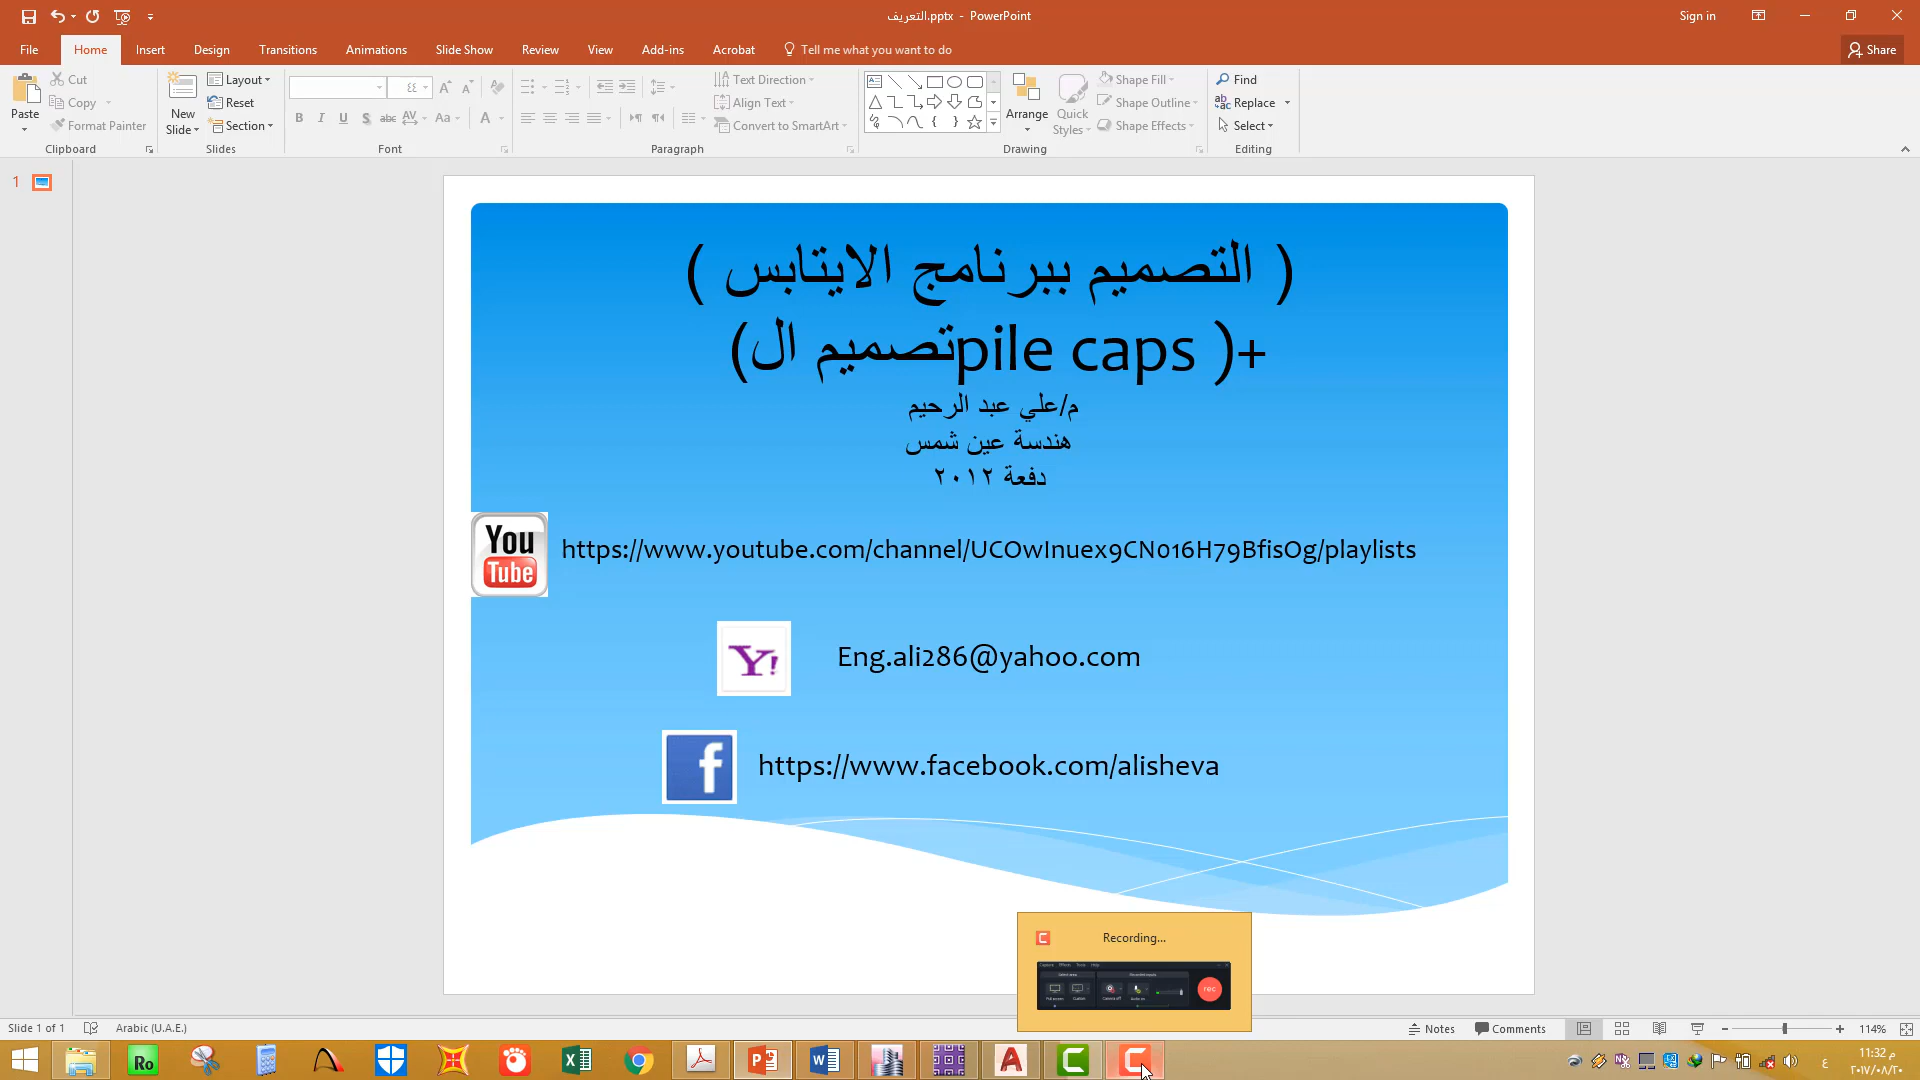 التعريف.pptx - PowerPoint
Sign in
File Home Insert Design Transitions Animations Slide Show Review View Add-ins Acrobat Tell me what you want to do Share
Paste
Cut
Copy
Format Painter
Clipboard
New Slide
Layout
Reset
Section
Slides
٤٤
Font
Text Direction
Align Text
Convert to SmartArt
Paragraph
Arrange
Quick Styles
Shape Fill
Shape Outline
Shape Effects
Drawing
Find
Replace
Select
Editing
1
( التصميم ببرنامج الايتابس )
(تصميم ال pile caps )+
م/علي عبد الرحيم
هندسة عين شمس
دفعة ٢٠١٢
You Tube
https://www.youtube.com/channel/UCOwInuex9CN016H79BfisOg/playlists
Y!
Eng.ali286@yahoo.com
f
https://www.facebook.com/alisheva
Recording...
rec
Slide 1 of 1
Arabic (U.A.E.)
Notes
Comments
114%
11:32 م
٢٠١٧/٠٨/٢٠
ع